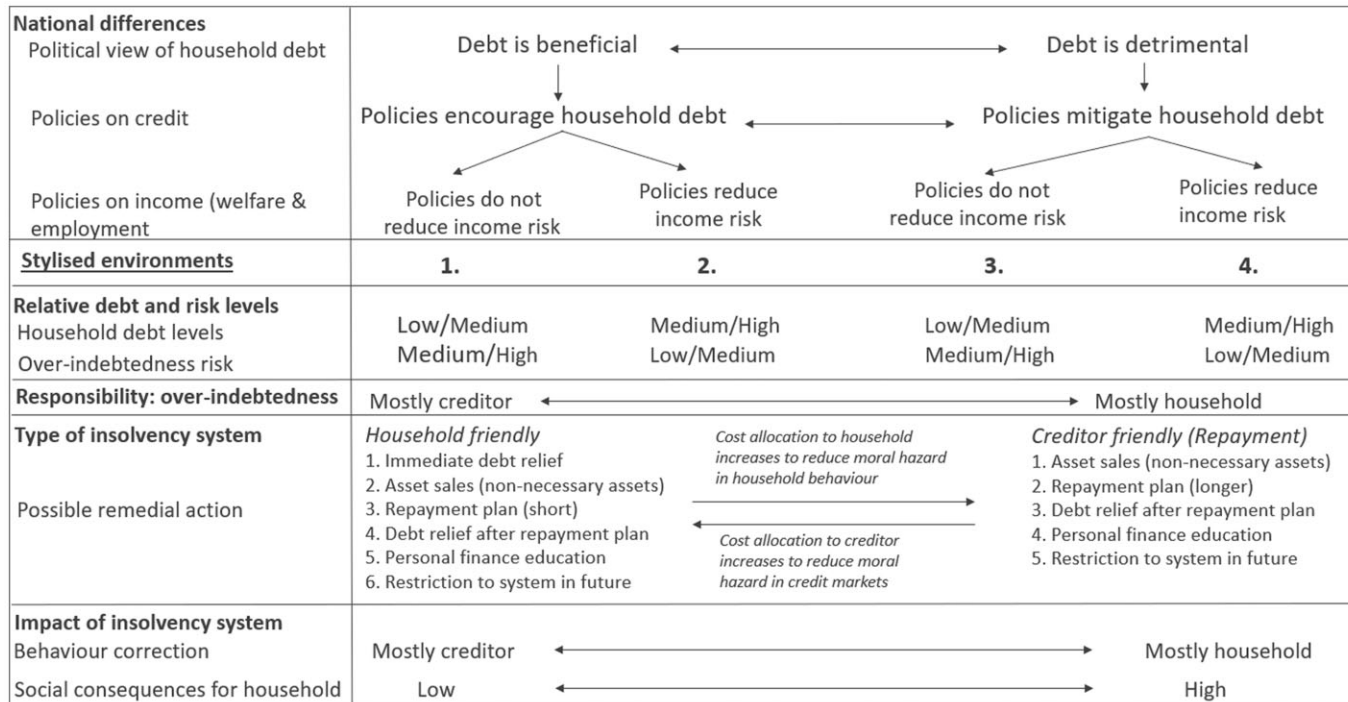 National differences
Political view of household debt
Debt is beneficial
Debt is detrimental
Policies on credit
Policies encourage household debt
Policies mitigate household debt
Policies on income (welfare &
employment
Policies do not
reduce income risk
Policies reduce
income risk
Policies do not
reduce income risk
Policies reduce
income risk
Stylised environments
1.
2.
3.
4.
Relative debt and risk levels
Household debt levels
Low/Medium
Medium/High
Low/Medium
Medium/High
Over-indebtedness risk
Medium/High
Low/Medium
Medium/High
Low/Medium
Responsibility: over-indebtedness
Mostly creditor
Mostly household
Type of insolvency system
Possible remedial action
Household friendly
1. Immediate debt relief
2. Asset sales (non-necessary assets)
3. Repayment plan (short)
4. Debt relief after repayment plan
5. Personal finance education
6. Restriction to system in future
Cost allocation to household
increases to reduce moral hazard
in household behaviour
Cost allocation to creditor
increases to reduce moral
hazard in credit markets
Creditor friendly (Repayment)
1. Asset sales (non-necessary assets)
2. Repayment plan (longer)
3. Debt relief after repayment plan
4. Personal finance education
5. Restriction to system in future
Impact of insolvency system
Behaviour correction
Mostly creditor
Mostly household
Social consequences for household
Low
High